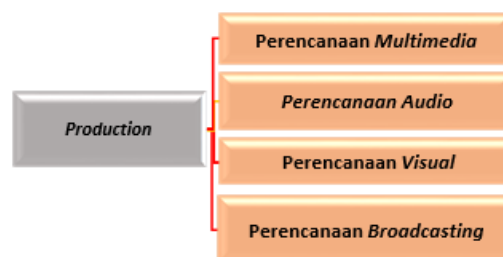 Production
Perencanaan Multimedia
Perencanaan Audio
Perencanaan Visual
Perencanaan Broadcasting